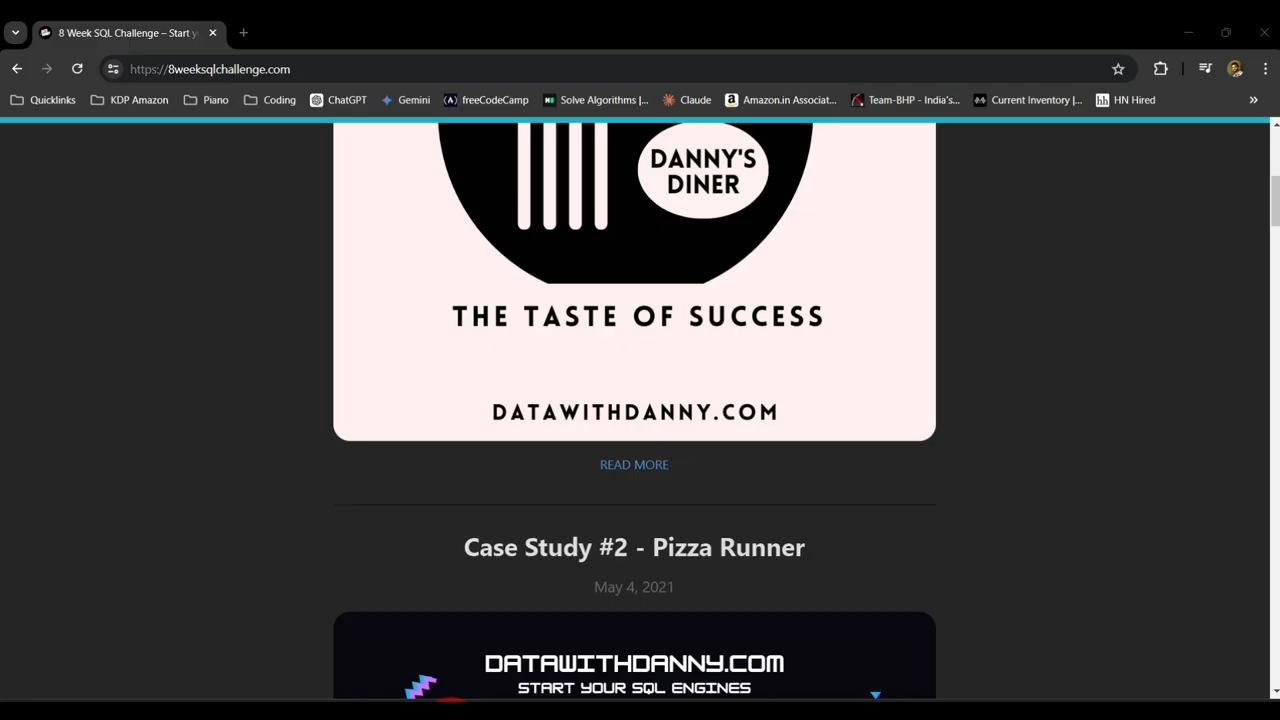 8 Week SQL Challenge – Start y
https://8weeksqlchallenge.com
Quicklinks
KDP Amazon
Piano
Coding
ChatGPT
Gemini
freeCodeCamp
Solve Algorithms |...
Claude
Amazon.in Associat...
Team-BHP - India's...
Current Inventory |...
HN Hired
DANNY'S
DINER
THE TASTE OF SUCCESS
DATAWITHDANNY.COM
READ MORE
Case Study #2 - Pizza Runner
May 4, 2021
DATAWITHDANNY.COM
START YOUR SQL ENGINES